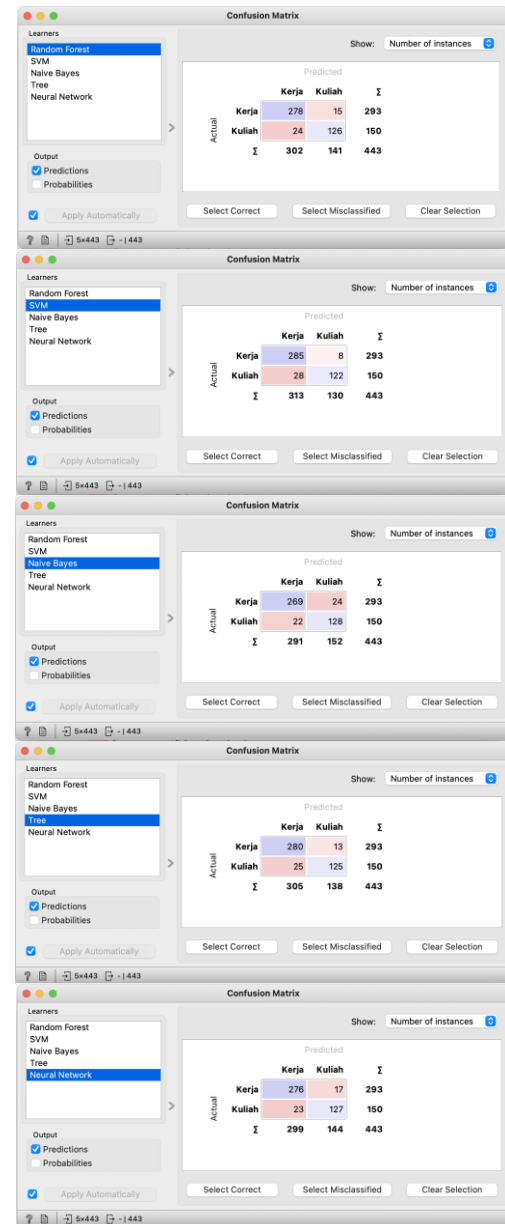 Confusion Matrix
Learners
Random Forest
SVM
Naive Bayes
Tree
Neural Network
Output
Predictions
Probabilities
Apply Automatically
Show: Number of instances
Predicted
Kerja Kuliah Σ
Actual
Kerja 278 15 293
Kuliah 24 126 150
Σ 302 141 443
Select Correct Select Misclassified Clear Selection
? 5×443 - | 443
Confusion Matrix
Learners
Random Forest
SVM
Naive Bayes
Tree
Neural Network
Output
Predictions
Probabilities
Apply Automatically
Show: Number of instances
Predicted
Kerja Kuliah Σ
Actual
Kerja 285 8 293
Kuliah 28 122 150
Σ 313 130 443
Select Correct Select Misclassified Clear Selection
? 5×443 - | 443
Confusion Matrix
Learners
Random Forest
SVM
Naive Bayes
Tree
Neural Network
Output
Predictions
Probabilities
Apply Automatically
Show: Number of instances
Predicted
Kerja Kuliah Σ
Actual
Kerja 269 24 293
Kuliah 22 128 150
Σ 291 152 443
Select Correct Select Misclassified Clear Selection
? 5×443 - | 443
Confusion Matrix
Learners
Random Forest
SVM
Naive Bayes
Tree
Neural Network
Output
Predictions
Probabilities
Apply Automatically
Show: Number of instances
Predicted
Kerja Kuliah Σ
Actual
Kerja 280 13 293
Kuliah 25 125 150
Σ 305 138 443
Select Correct Select Misclassified Clear Selection
? 5×443 - | 443
Confusion Matrix
Learners
Random Forest
SVM
Naive Bayes
Tree
Neural Network
Output
Predictions
Probabilities
Apply Automatically
Show: Number of instances
Predicted
Kerja Kuliah Σ
Actual
Kerja 276 17 293
Kuliah 23 127 150
Σ 299 144 443
Select Correct Select Misclassified Clear Selection
? 5×443 - | 443